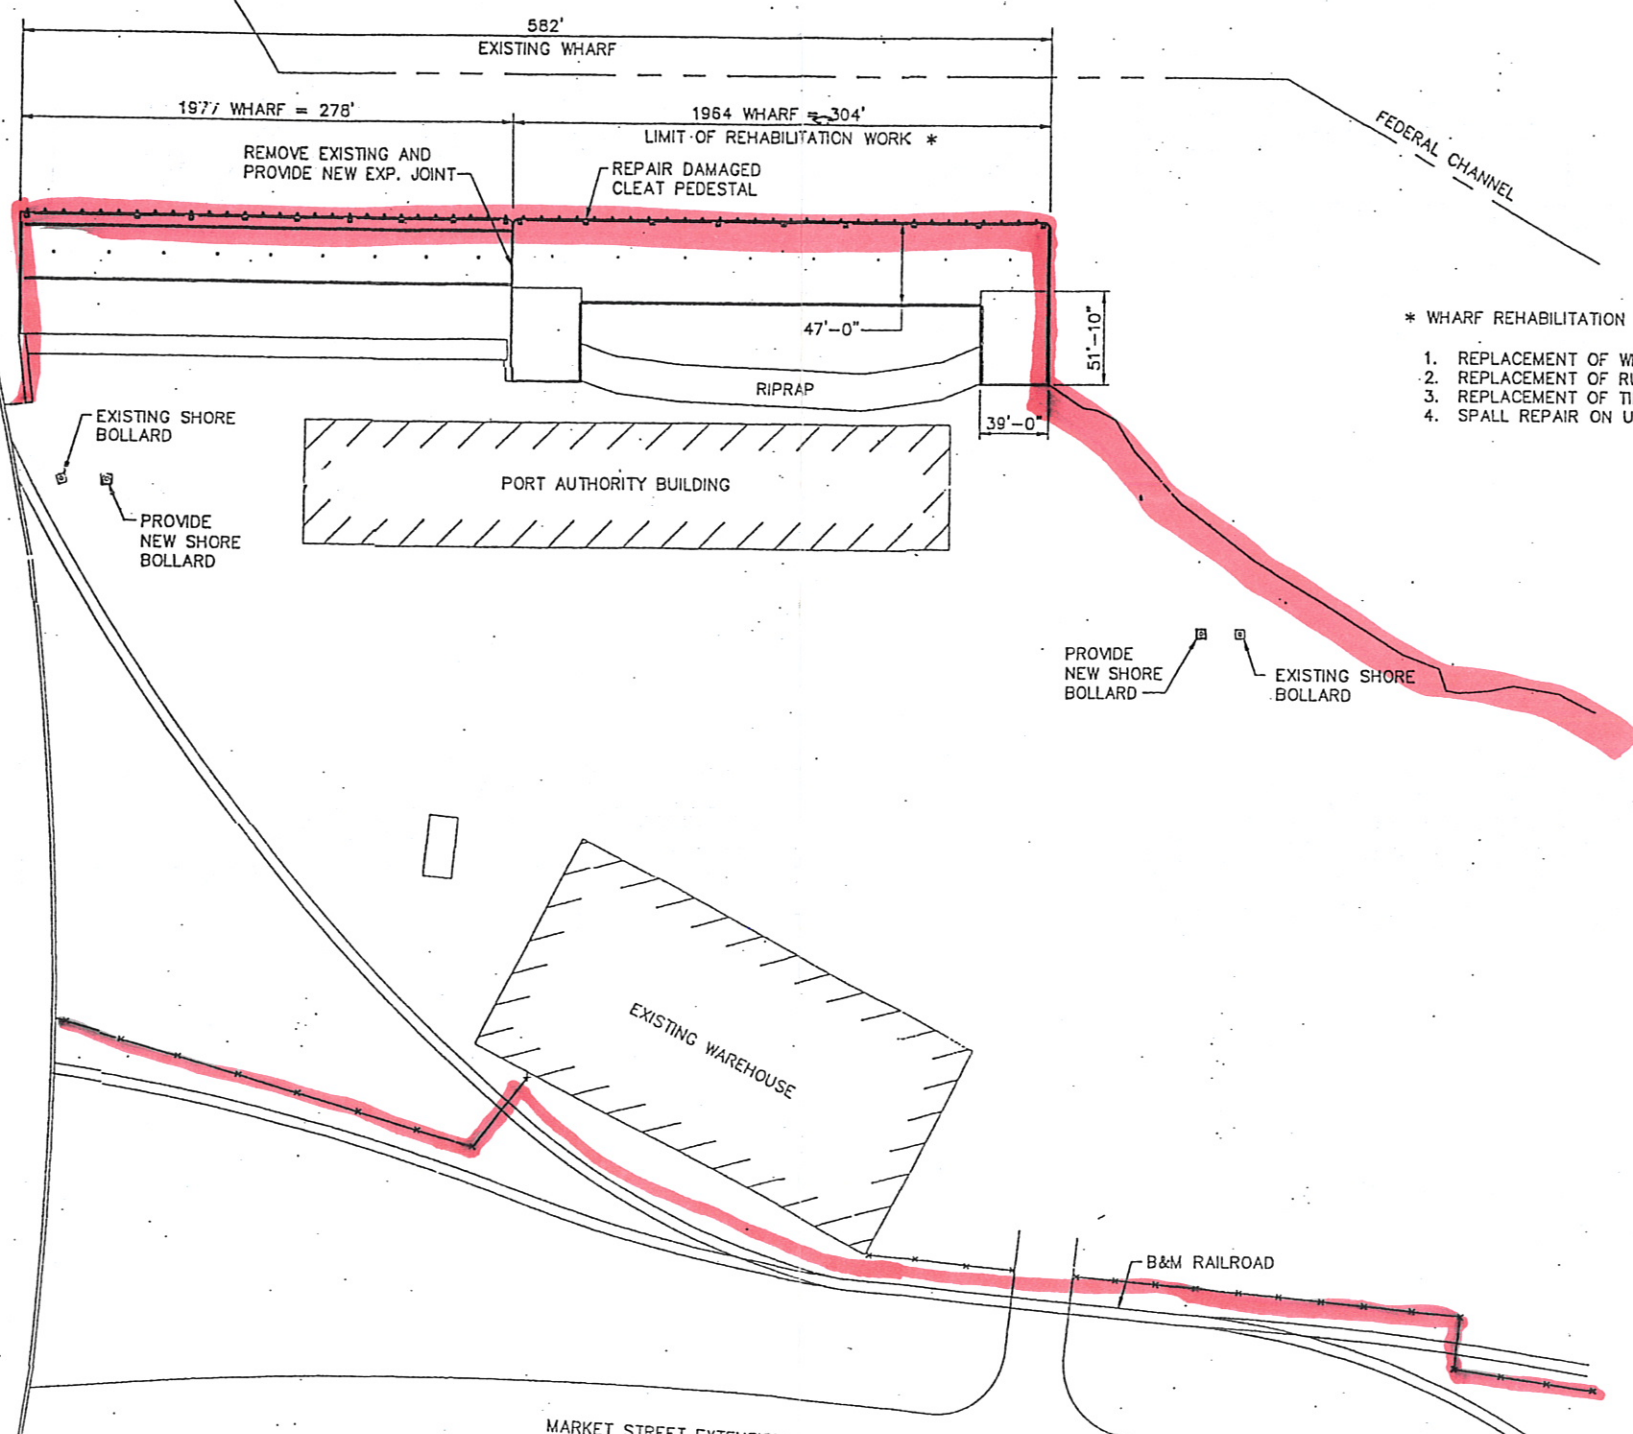 582'
EXISTING WHARF
1977 WHARF = 278'
1964 WHARF = 304'
LIMIT OF REHABILITATION WORK *
FEDERAL CHANNEL
REMOVE EXISTING AND
PROVIDE NEW EXP. JOINT
REPAIR DAMAGED
CLEAT PEDESTAL
47'-0"
51'-10"
39'-0"
RIPRAP
* WHARF REHABILITATION
1. REPLACEMENT OF
2. REPLACEMENT OF
3. REPLACEMENT OF
4. SPALL REPAIR ON
EXISTING SHORE
BOLLARD
PROVIDE
NEW SHORE
BOLLARD
PORT AUTHORITY BUILDING
PROVIDE
NEW SHORE
BOLLARD
EXISTING SHORE
BOLLARD
EXISTING WAREHOUSE
B&M RAILROAD
MARKET STREET